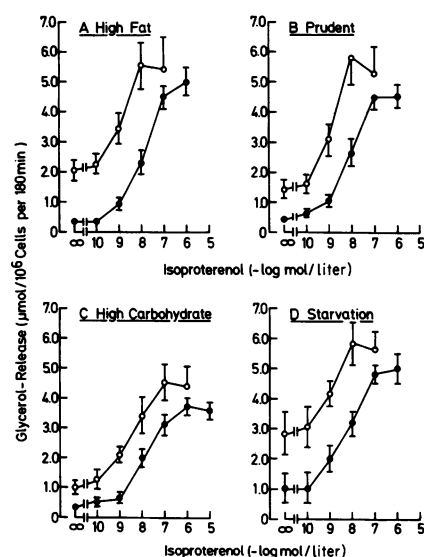 A High Fat
B Prudent
7.0
6.0
5.0
4.0
3.0
2.0
1.0
0
7.0
6.0
5.0
4.0
3.0
2.0
1.0
0
∞ 10 9 8 7 6 5
∞ 10 9 8 7 6 5
Isoproterenol (-log mol/liter)
Glycerol-Release (μmol/10⁶ Cells per 180min)
C High Carbohydrate
D Starvation
7.0
6.0
5.0
4.0
3.0
2.0
1.0
0
7.0
6.0
5.0
4.0
3.0
2.0
1.0
0
∞ 10 9 8 7 6 5
∞ 10 9 8 7 6 5
Isoproterenol (-log mol/liter)